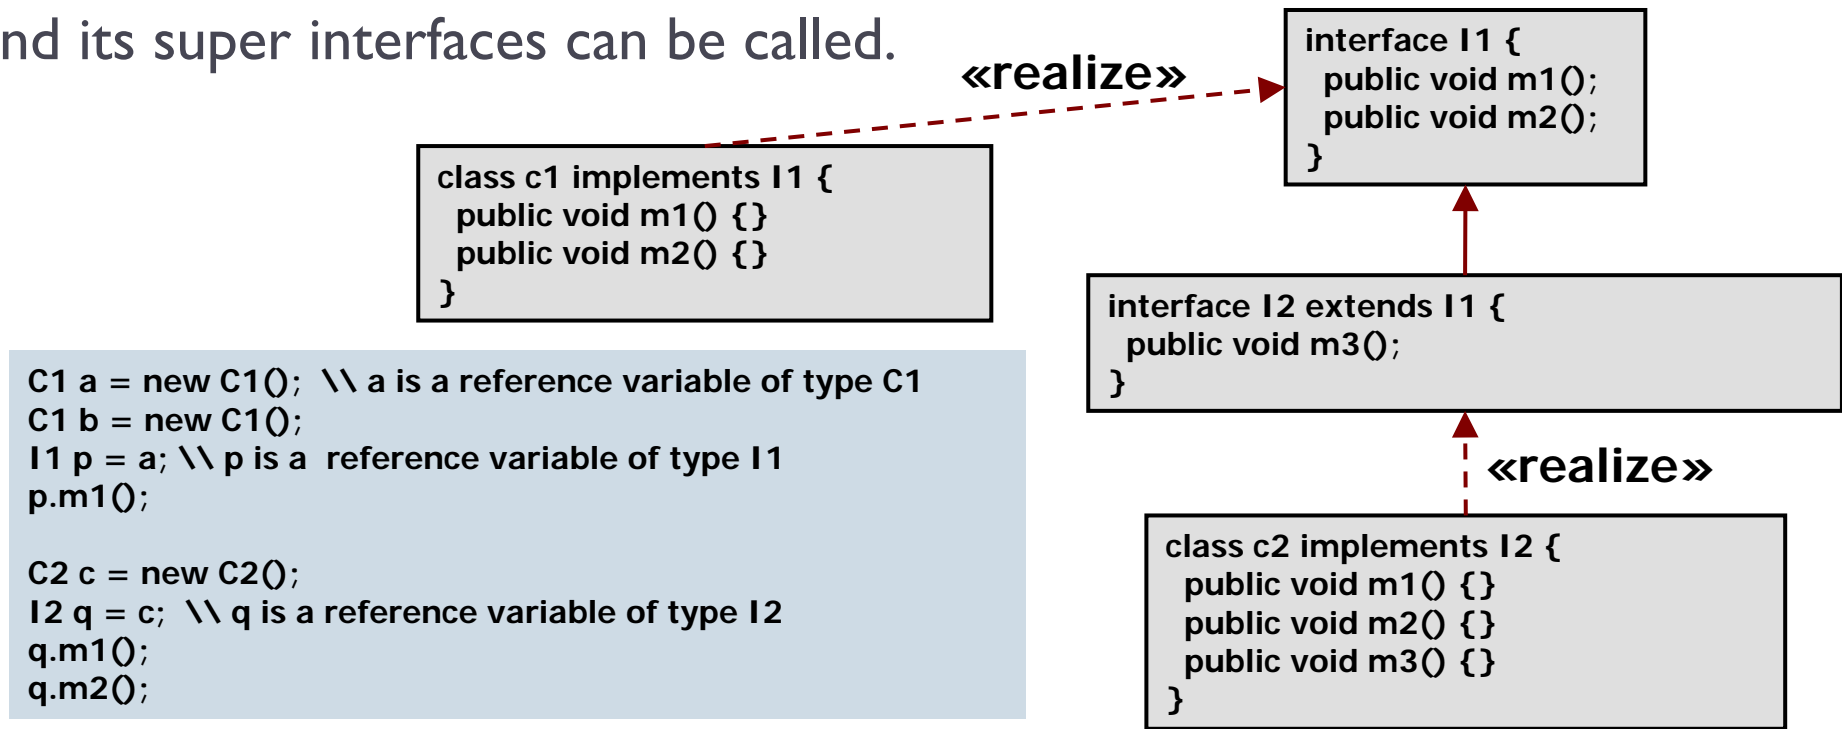 nd its super interfaces can be called.
«realize»
interface I1 {
public void m1();
public void m2();
}
class c1 implements I1 {
public void m1() {}
public void m2() {}
}
interface I2 extends I1 {
public void m3();
}
C1 a = new C1(); \\ a is a reference variable of type C1
C1 b = new C1();
I1 p = a; \\ p is a reference variable of type I1
p.m1();
C2 c = new C2();
I2 q = c; \\ q is a reference variable of type I2
q.m1();
q.m2();
«realize»
class c2 implements I2 {
public void m1() {}
public void m2() {}
public void m3() {}
}